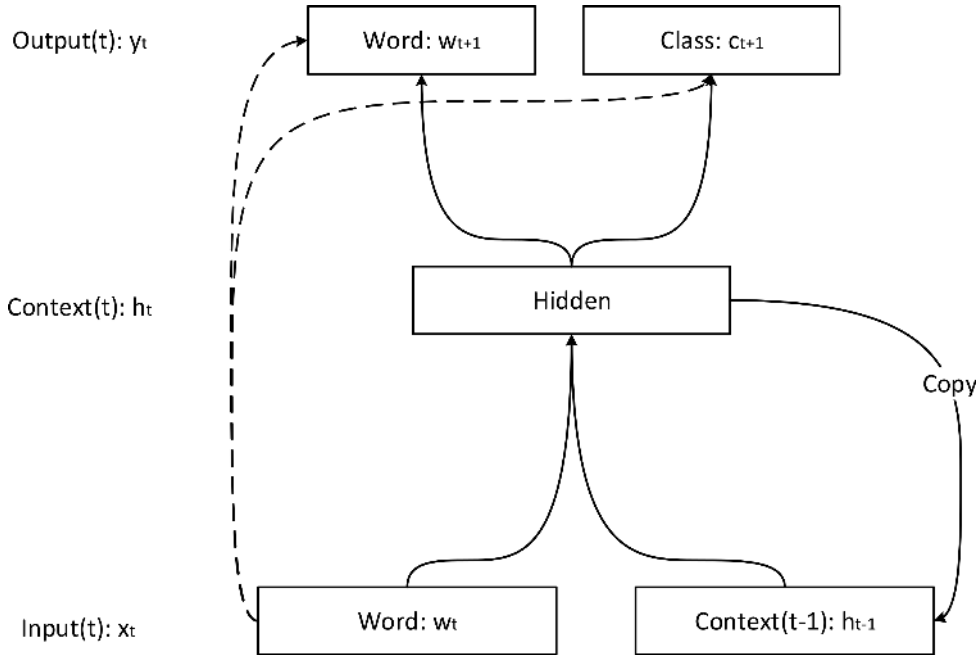 Output(t): yt
Word: wt+1
Class: ct+1
Context(t): ht
Hidden
Copy
Input(t): xt
Word: wt
Context(t-1): ht-1